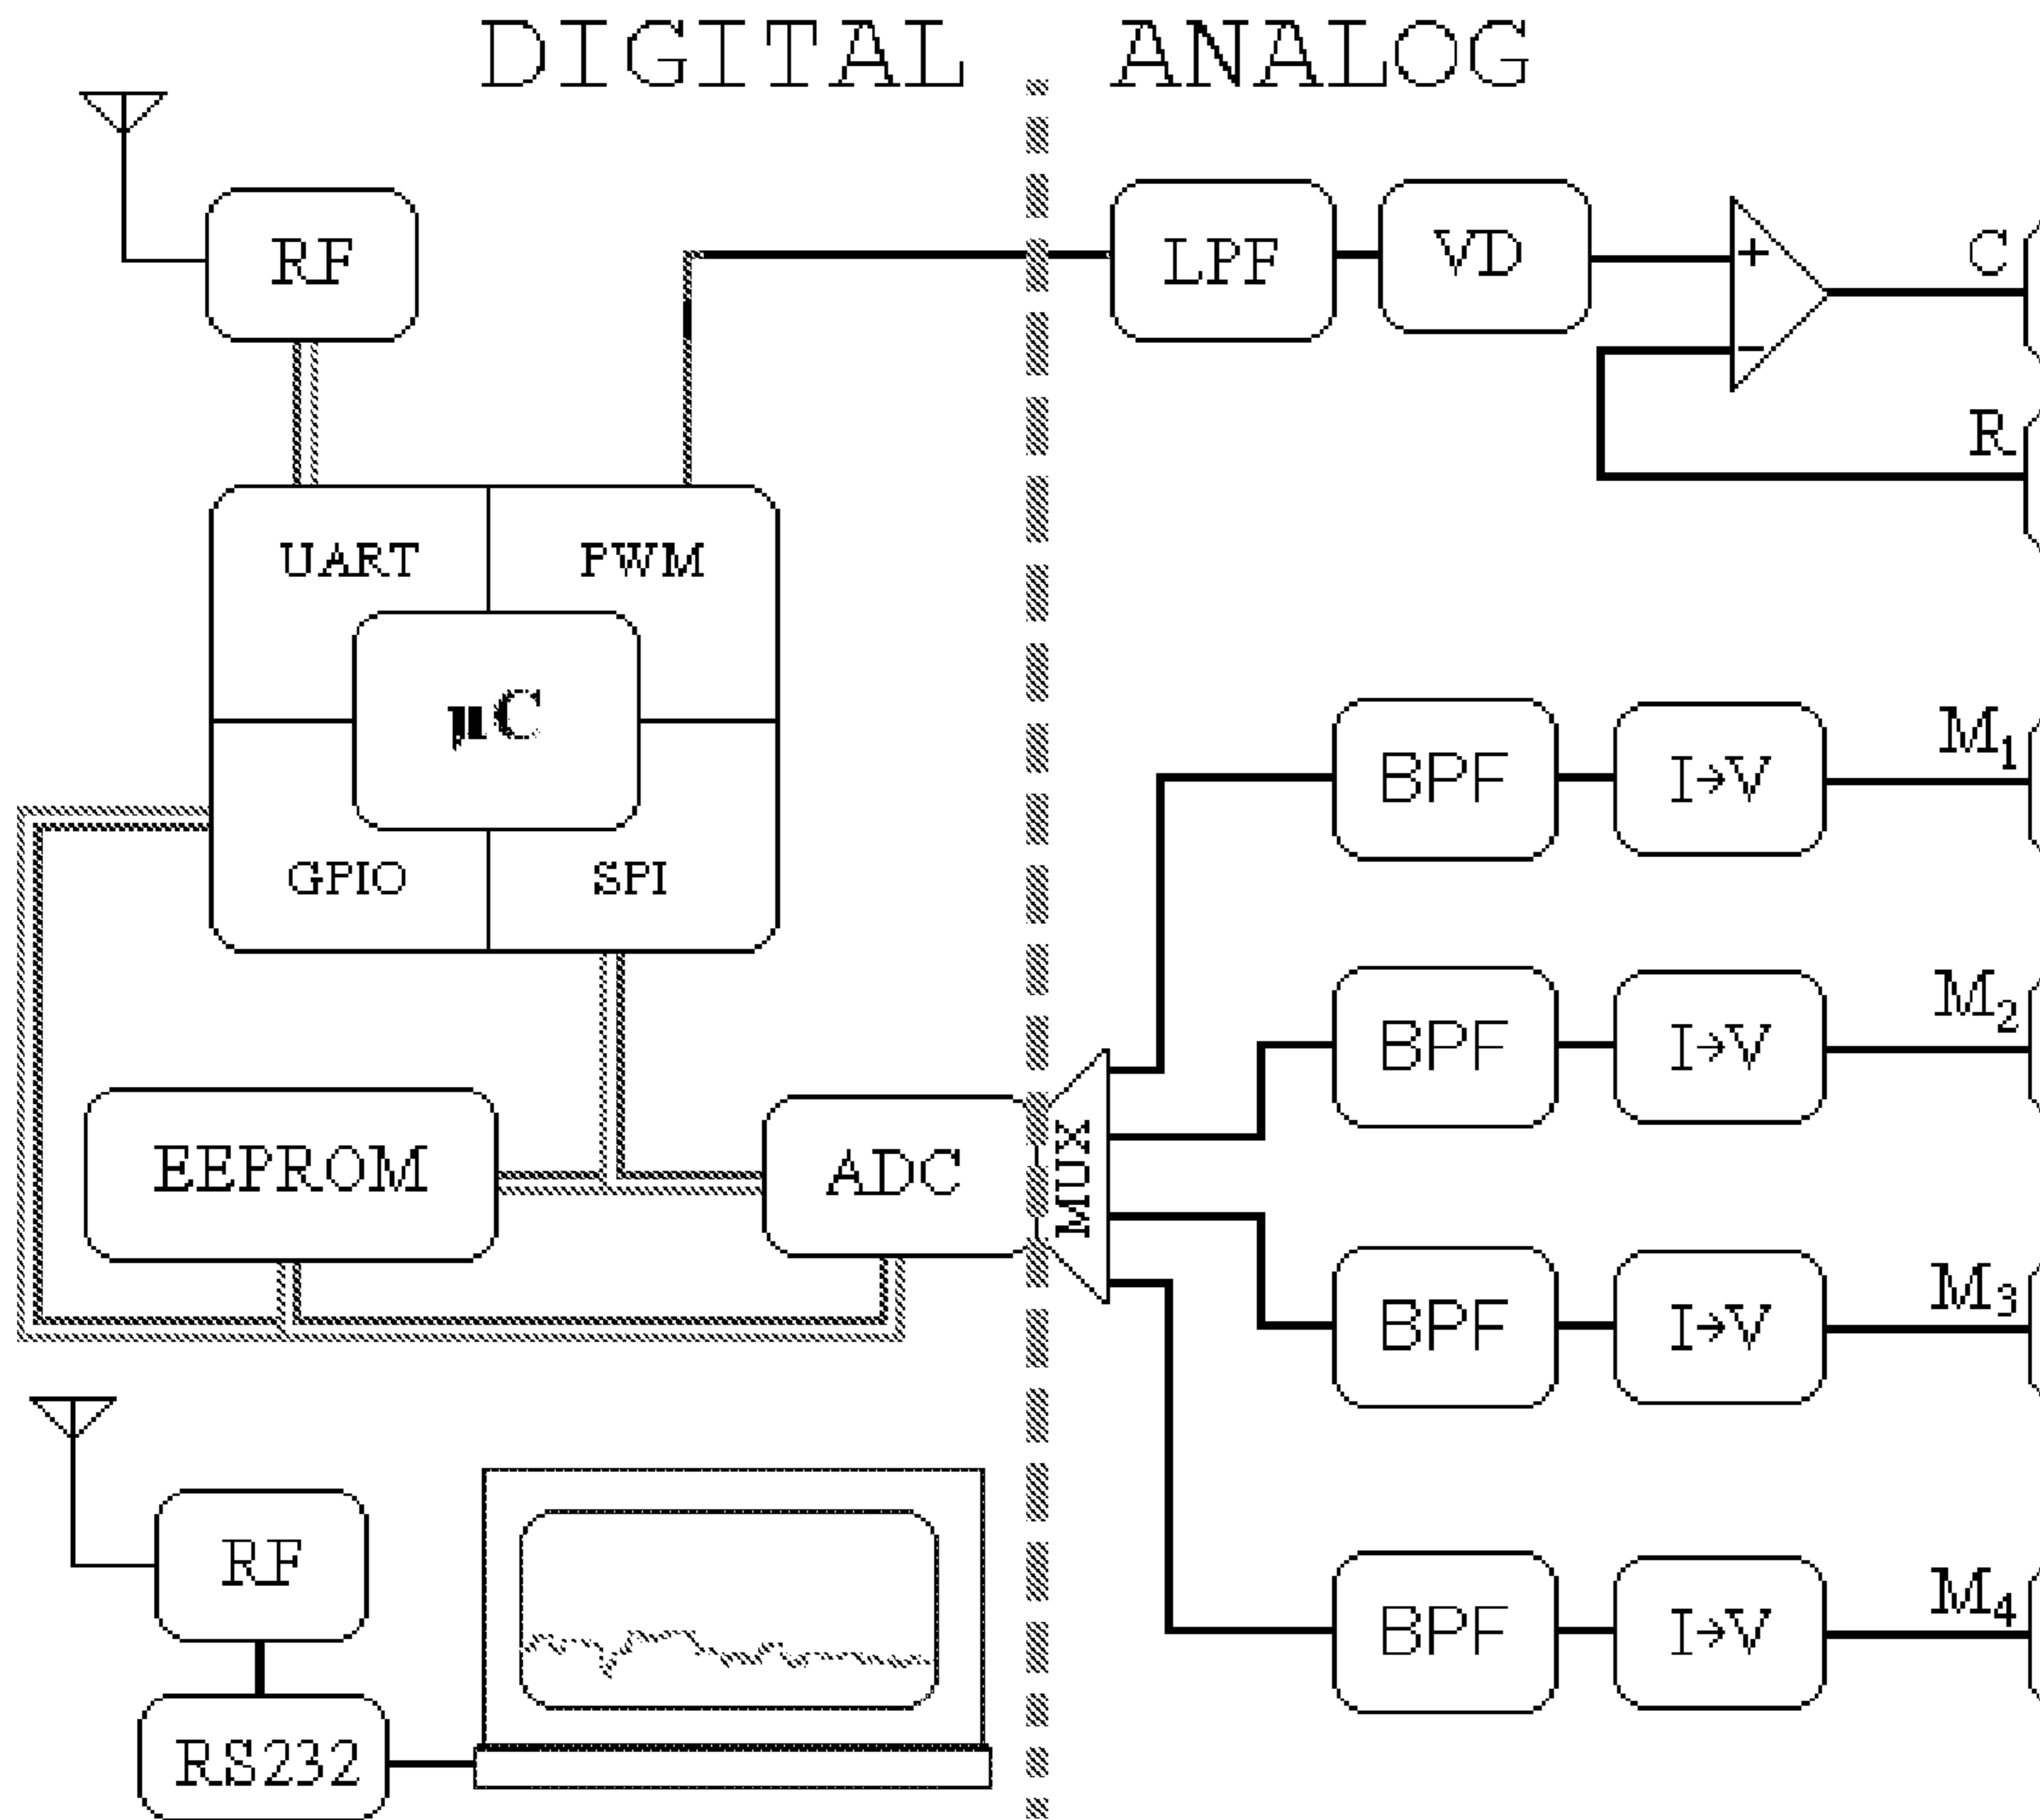 DIGITAL ANALOG
RF
LPF VD + C
−
R
UART PWM
µC
GPIO SPI
BPF I→V M1
BPF I→V M2
EEPROM ADC MUX
BPF I→V M3
RF
BPF I→V M4
RS232